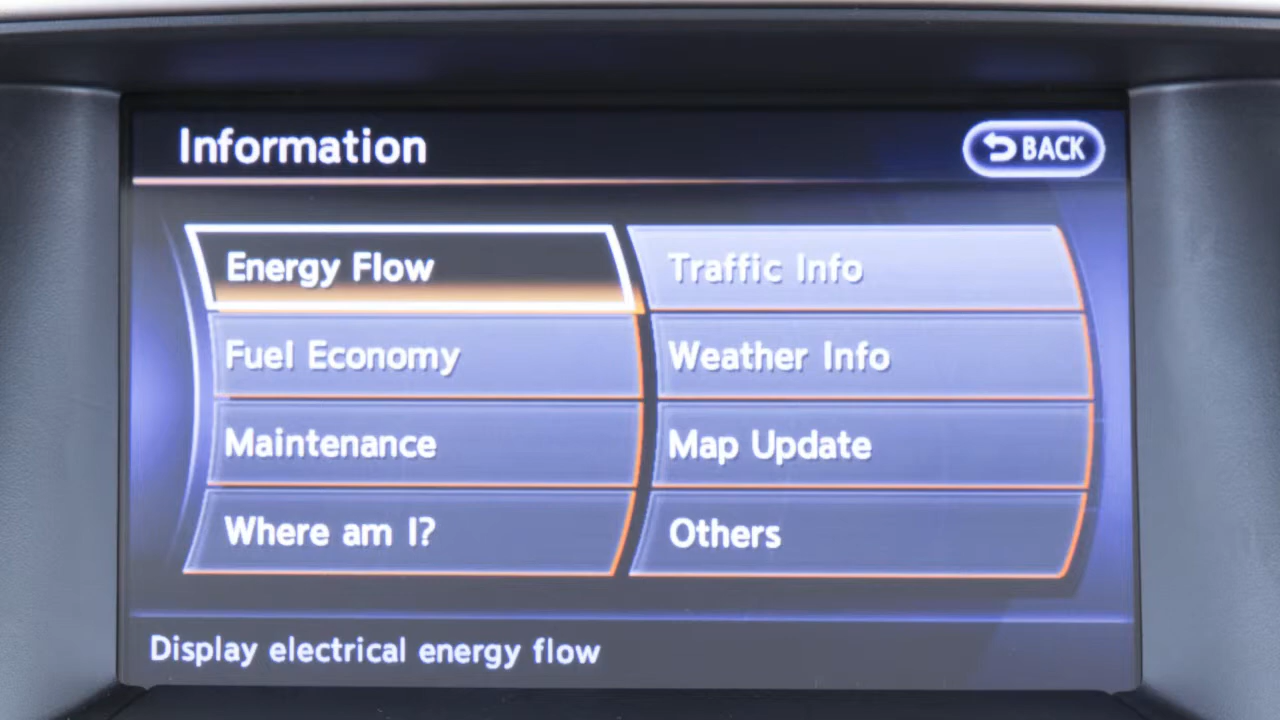 Information
BACK
Energy Flow
Traffic Info
Fuel Economy
Weather Info
Maintenance
Map Update
Where am I?
Others
Display electrical energy flow